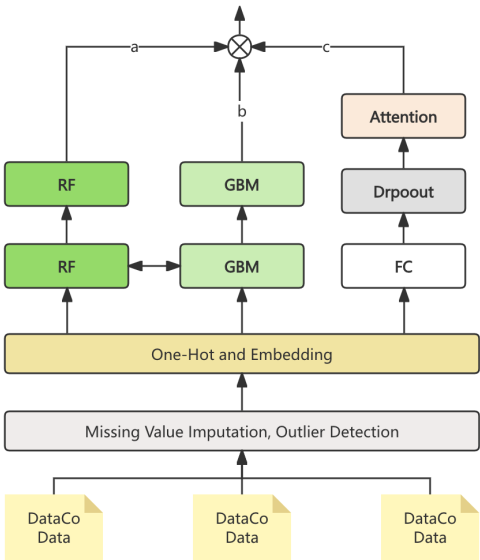 a
c
b
Attention
RF
GBM
Drpoout
RF
GBM
FC
One-Hot and Embedding
Missing Value Imputation, Outlier Detection
DataCo
Data
DataCo
Data
DataCo
Data